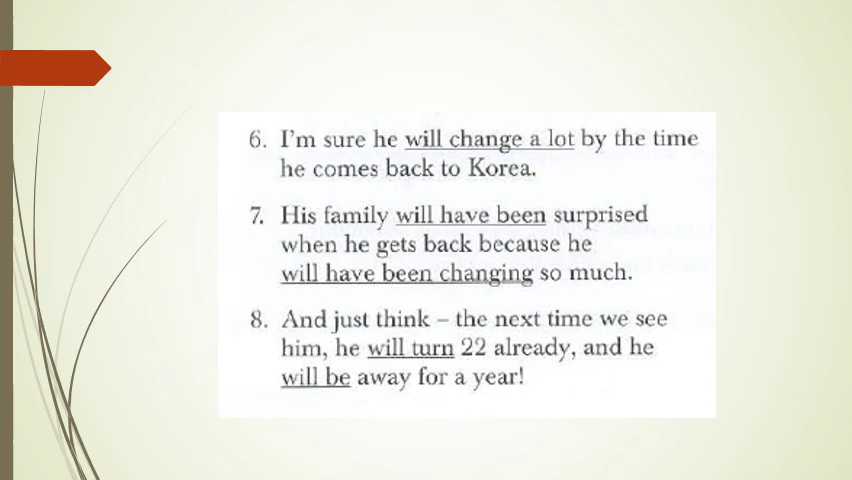 6. I'm sure he will change a lot by the time
he comes back to Korea.
7. His family will have been surprised
when he gets back because he
will have been changing so much.
8. And just think – the next time we see
him, he will turn 22 already, and he
will be away for a year!